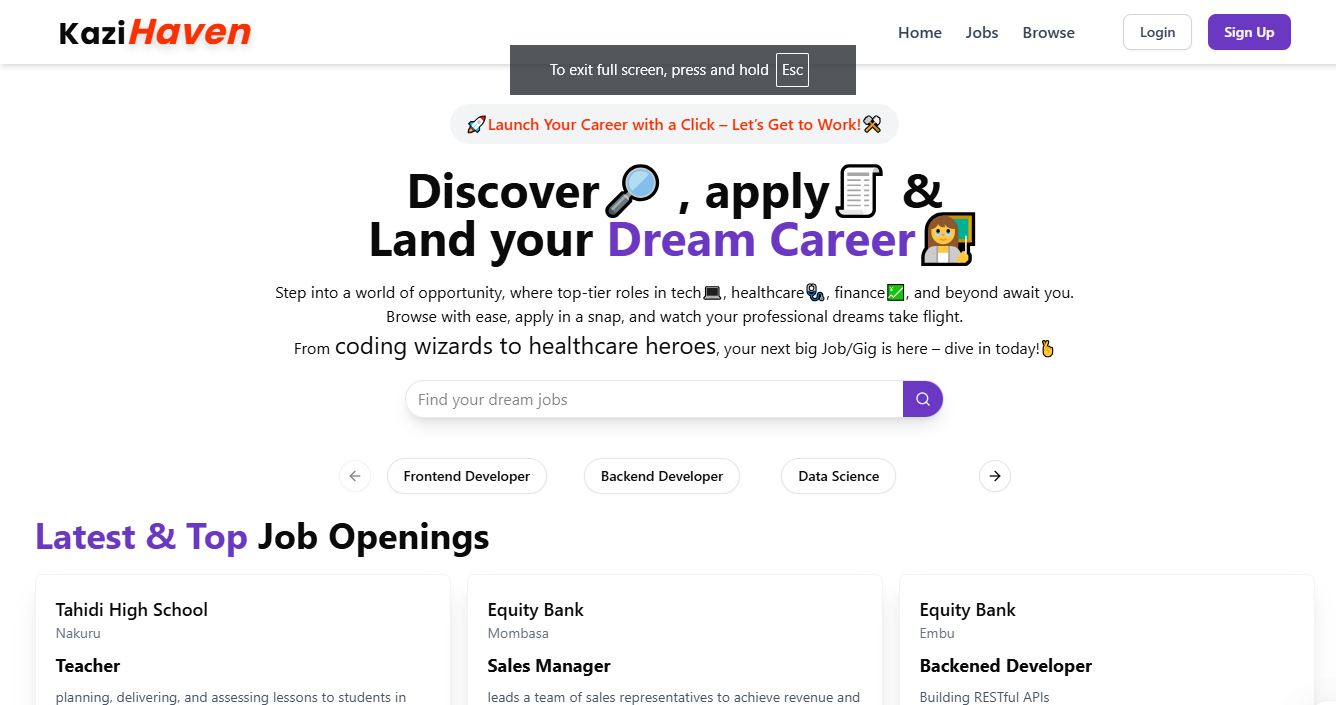 KaziHaven
Home Jobs Browse Login Sign Up
To exit full screen, press and hold Esc
🚀Launch Your Career with a Click – Let’s Get to Work!⚒️
Discover🔎 , apply📜 &
Land your Dream Career👩‍🏫
Step into a world of opportunity, where top-tier roles in tech💻, healthcare🩺, finance💹, and beyond await you.
Browse with ease, apply in a snap, and watch your professional dreams take flight.
From coding wizards to healthcare heroes, your next big Job/Gig is here – dive in today!🫰
Find your dream jobs
Frontend Developer Backend Developer Data Science
Latest & Top Job Openings
Tahidi High School
Nakuru
Teacher
planning, delivering, and assessing lessons to students in
Equity Bank
Mombasa
Sales Manager
leads a team of sales representatives to achieve revenue and
Equity Bank
Embu
Backened Developer
Building RESTful APIs